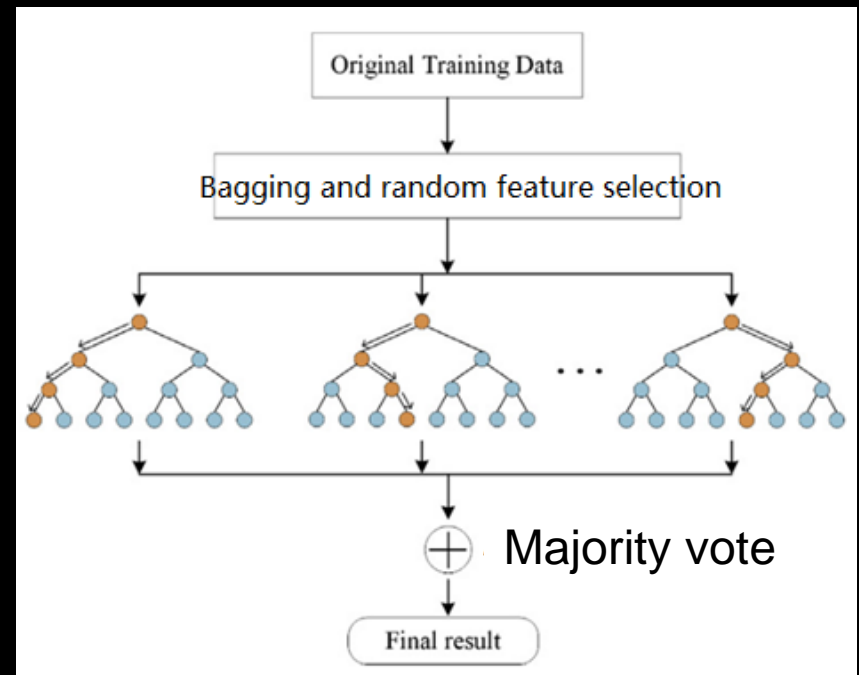 Original Training Data
Bagging and random feature selection
...
Majority vote
Final result